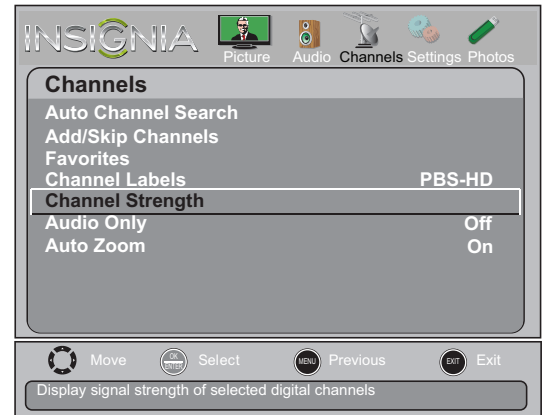 INSIGNIA
Picture Audio Channels Settings Photos
Channels
Auto Channel Search
Add/Skip Channels
Favorites
Channel Labels PBS-HD
Channel Strength
Audio Only Off
Auto Zoom On
Move OK ENTER Select MENU Previous EXIT Exit
Display signal strength of selected digital channels